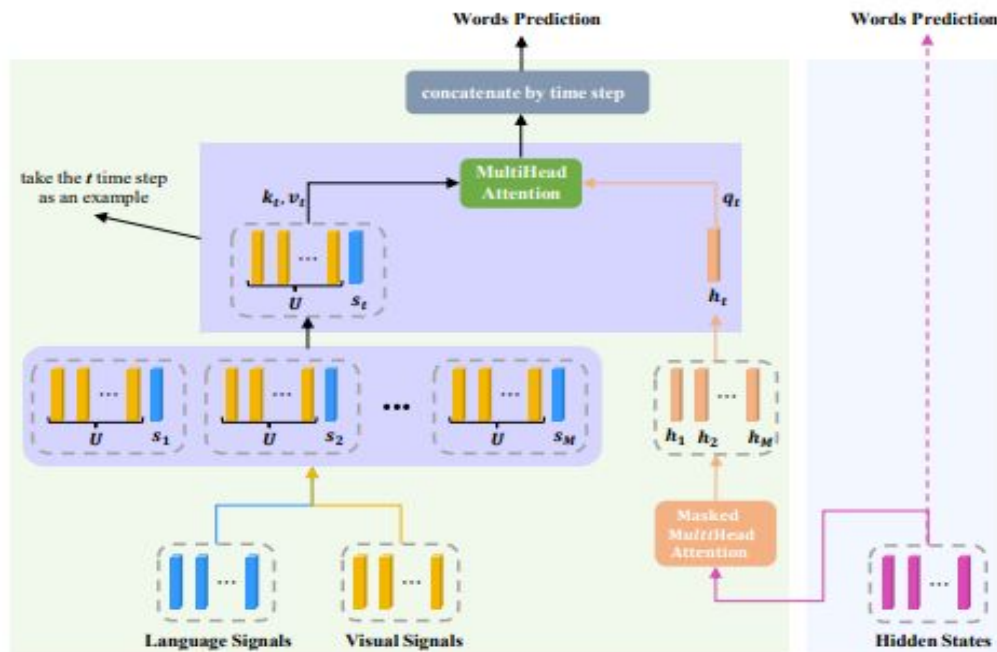 Words Prediction
Words Prediction
concatenate by time step
MultiHead
Attention
take the t time step
as an example
k_t, v_t
q_t
...
U
s_t
h_t
...
U
s_1
...
U
s_2
...
...
U
s_M
...
h_1 h_2 h_M
Masked
MultiHead
Attention
...
Language Signals
...
Visual Signals
...
Hidden States